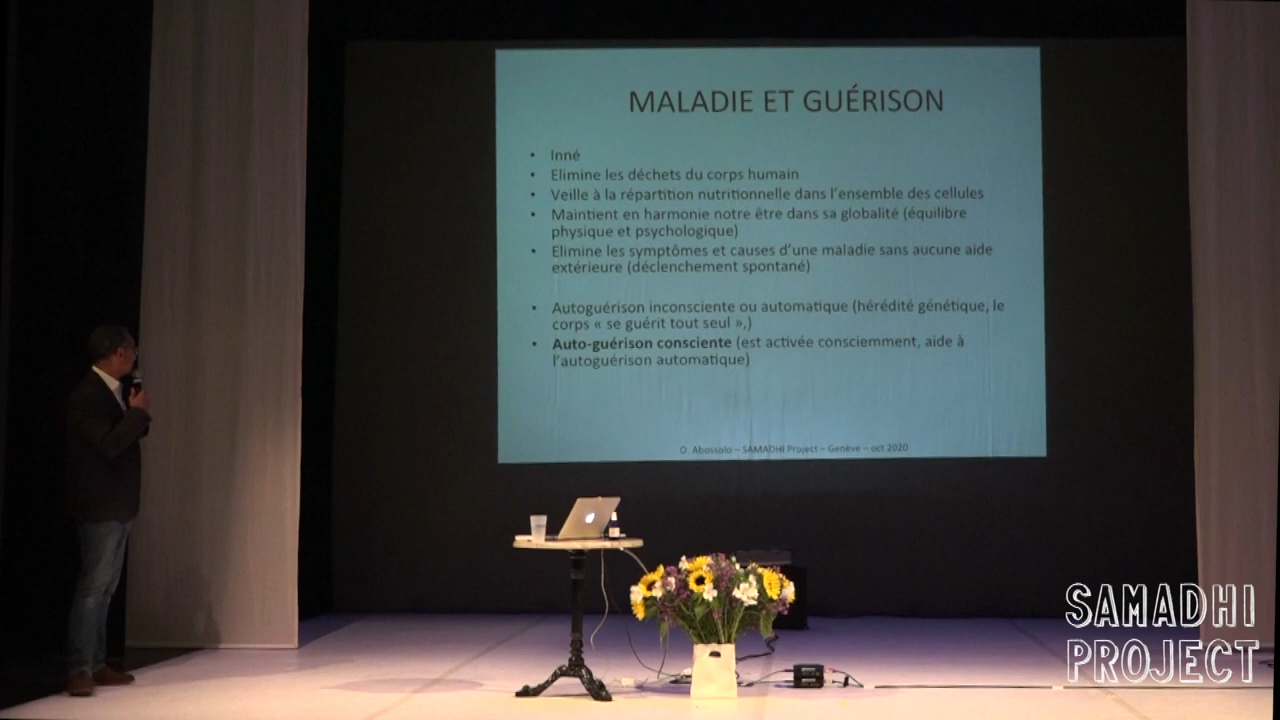 MALADIE ET GUÉRISON
• Inné
• Elimine les déchets du corps humain
• Veille à la répartition nutritionnelle dans l'ensemble des cellules
• Maintient en harmonie notre être dans sa globalité (équilibre
physique et psychologique)
• Elimine les symptômes et causes d'une maladie sans aucune aide
extérieure (déclenchement spontané)
• Autoguérison inconsciente ou automatique (hérédité génétique, le
corps « se guérit tout seul »,)
• Auto-guérison consciente (est activée consciemment, aide à
l'autoguérison automatique)
O. Abossolo – SAMADHI Project – Genève – oct 2020
SAMADHI
PROJECT